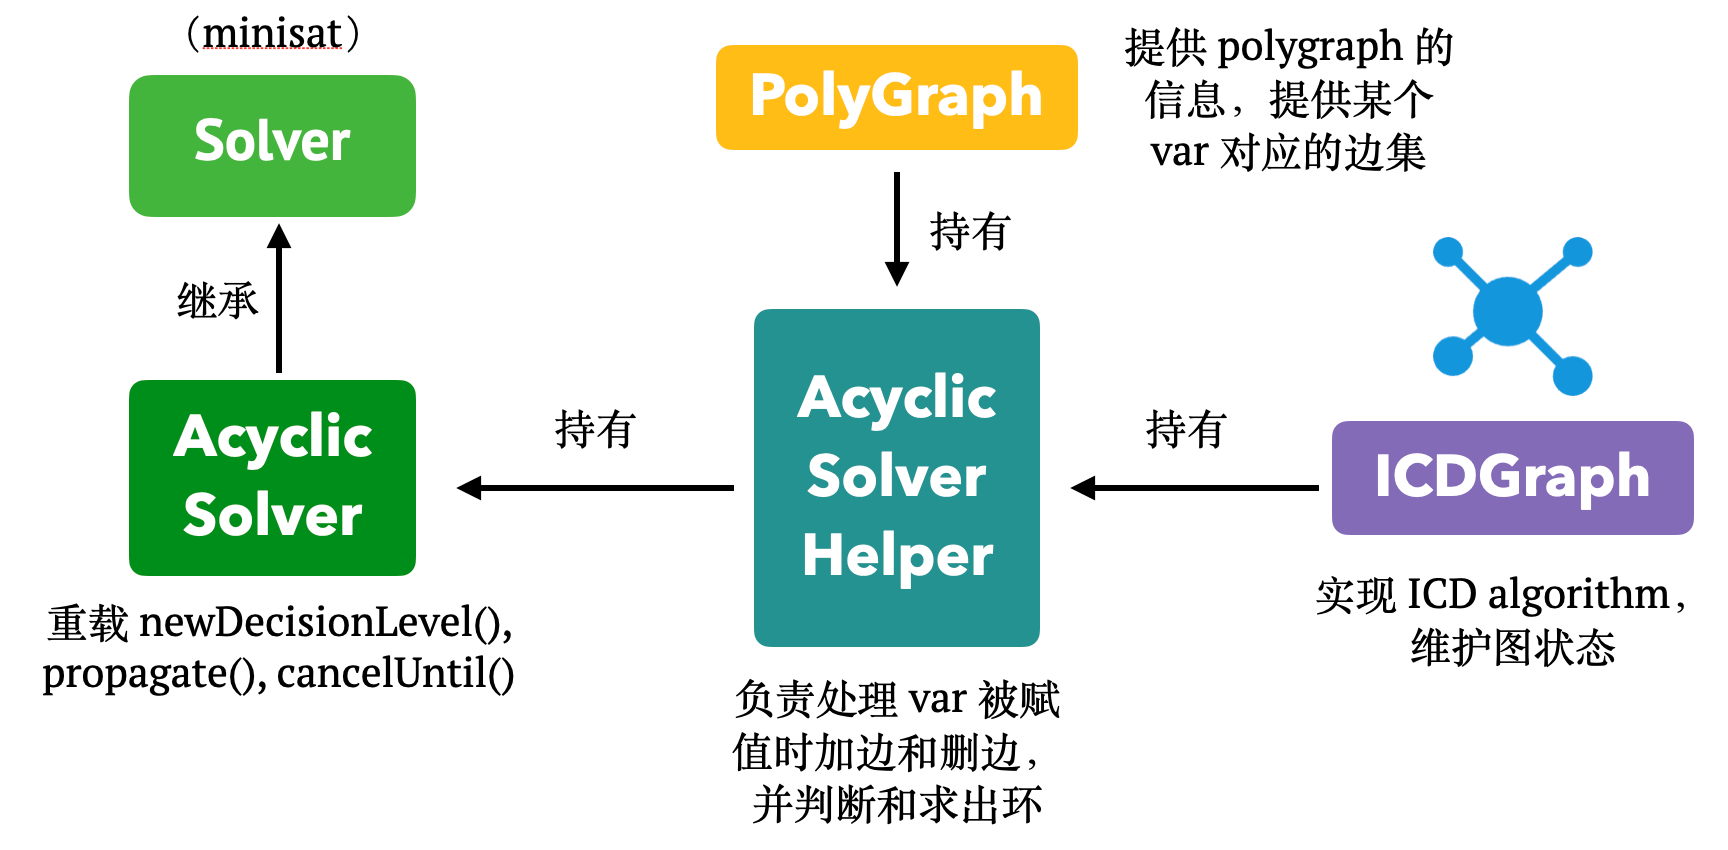 （minisat）
Solver
继承
Acyclic
Solver
重载 newDecisionLevel(),
propagate(), cancelUntil()
持有
PolyGraph
提供 polygraph 的
信息，提供某个
var 对应的边集
持有
Acyclic
Solver
Helper
负责处理 var 被赋
值时加边和删边，
并判断和求出环
持有
ICDGraph
实现 ICD algorithm，
维护图状态